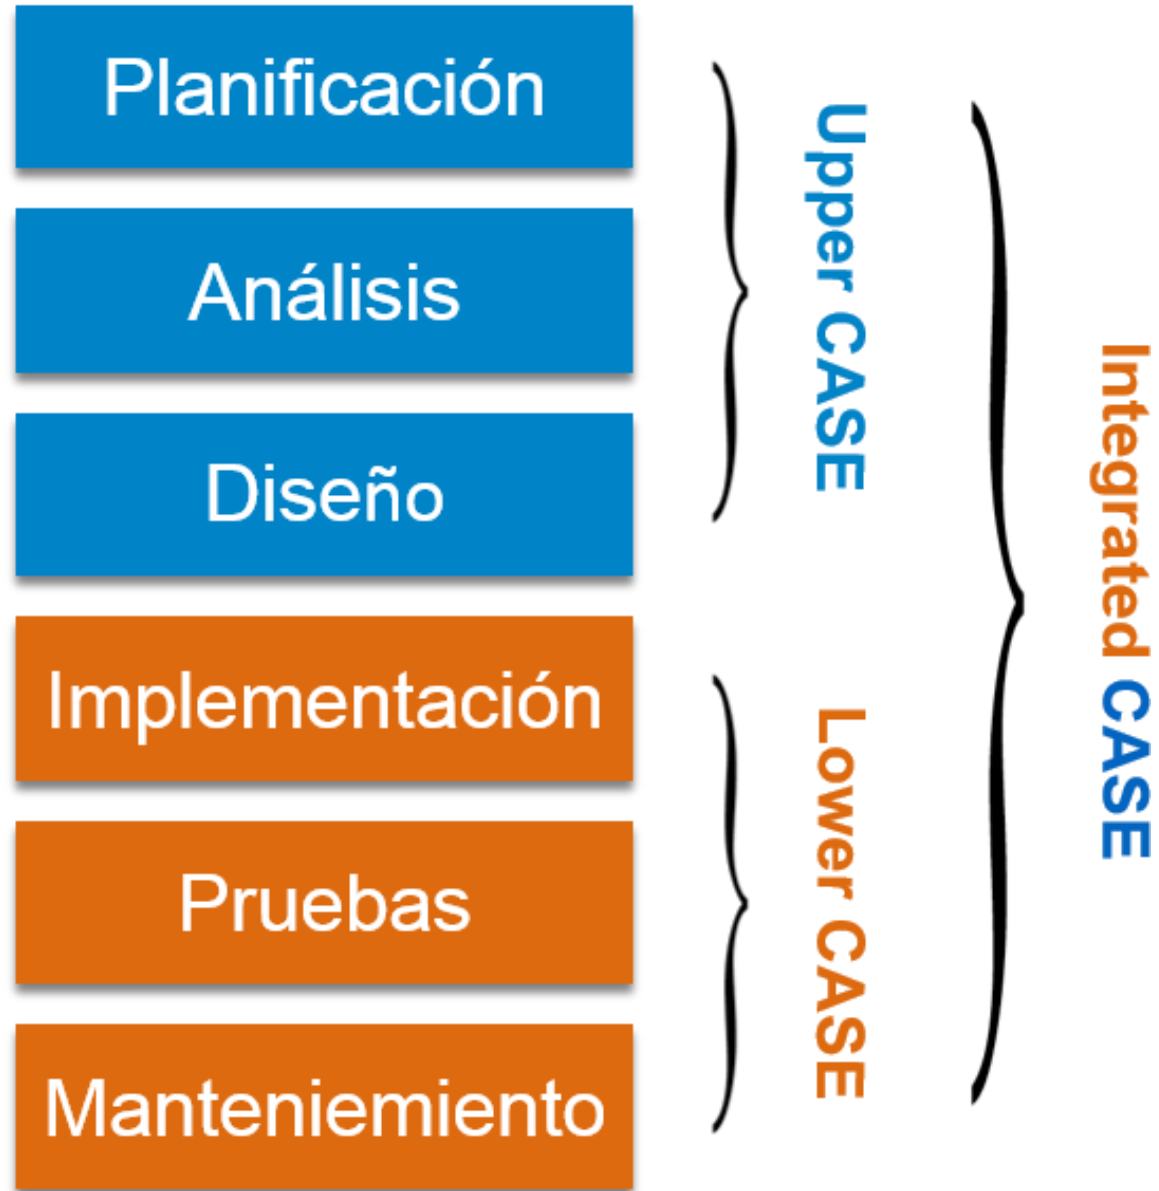 Planificación
Análisis
Diseño
Implementación
Pruebas
Manteniemiento
Upper CASE
Lower CASE
Integrated CASE